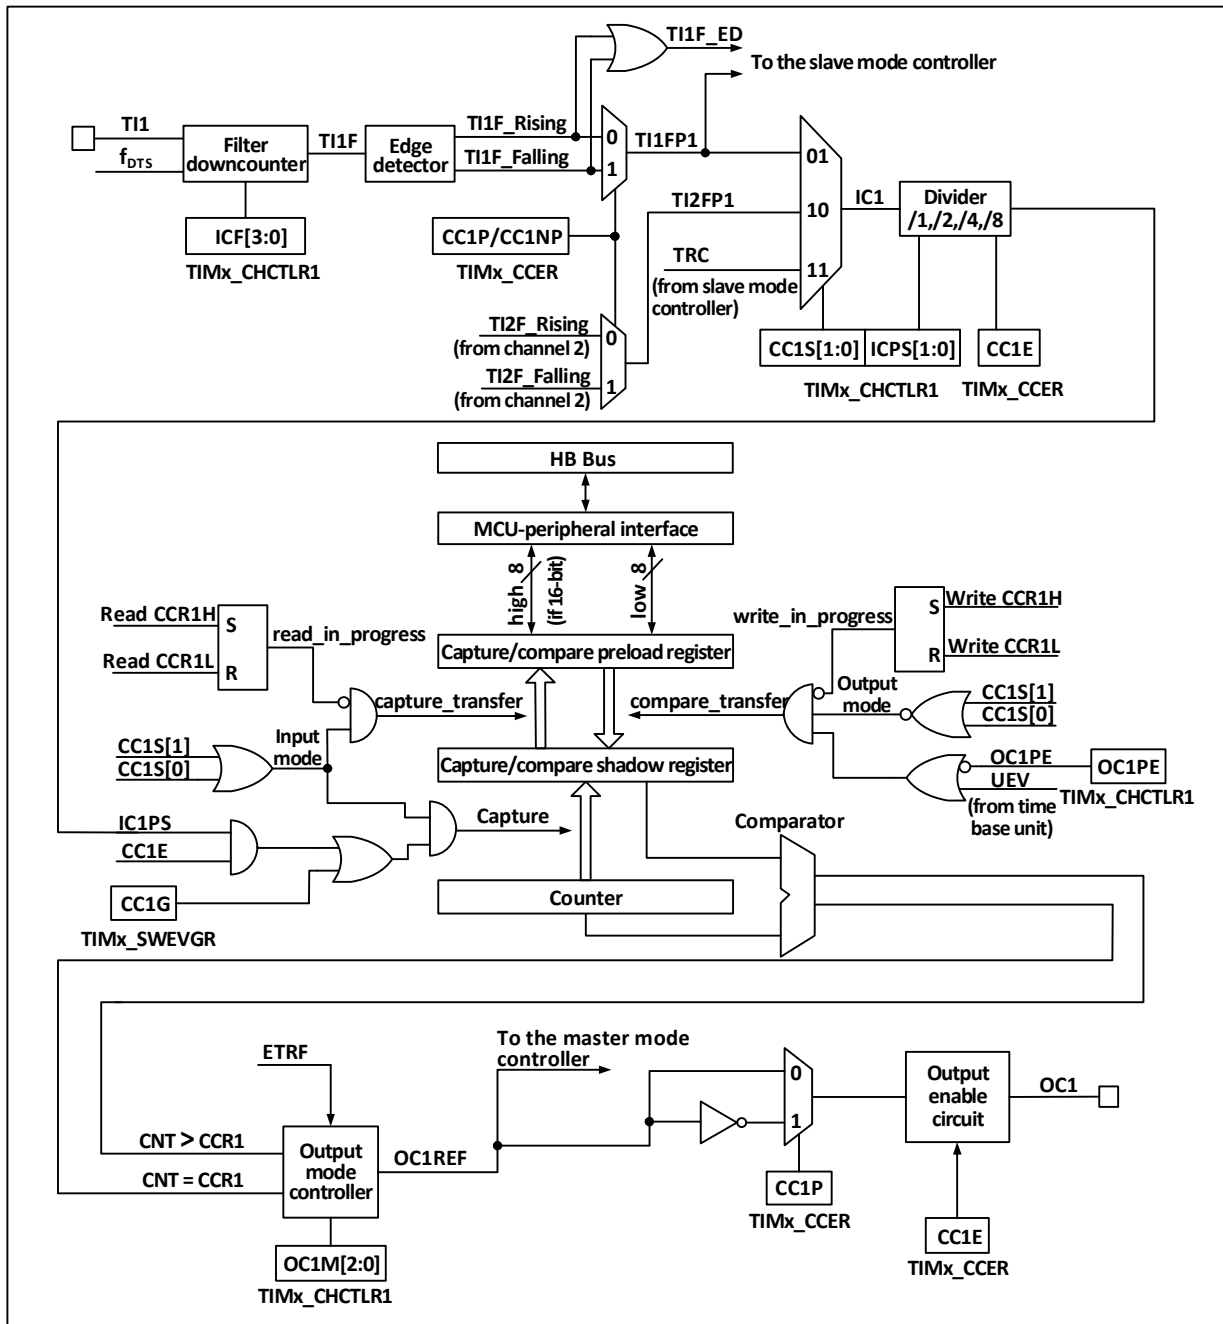 TI1F_ED
To the slave mode controller
TI1
fDTS
Filter
downcounter
TI1F
Edge
detector
TI1F_Rising
TI1F_Falling
0
1
TI1FP1
01
TI2FP1
10
IC1
Divider
/1,/2,/4,/8
ICF[3:0]
TIMx_CHCTLR1
CC1P/CC1NP
TIMx_CCER
TRC
11
(from slave mode
controller)
TI2F_Rising
(from channel 2)
0
TI2F_Falling
(from channel 2)
1
CC1S[1:0]
ICPS[1:0]
CC1E
TIMx_CHCTLR1
TIMx_CCER
HB Bus
MCU-peripheral interface
high
8
(if 16-bit)
low
8
Read CCR1H
S
read_in_progress
Read CCR1L
R
write_in_progress
S
Write CCR1H
R
Write CCR1L
Capture/compare preload register
capture_transfer
compare_transfer
Output
mode
CC1S[1]
CC1S[0]
CC1S[1]
CC1S[0]
Input
mode
Capture/compare shadow register
OC1PE
UEV
(from time
base unit)
OC1PE
TIMx_CHCTLR1
IC1PS
CC1E
Capture
Comparator
CC1G
TIMx_SWEVGR
Counter
ETRF
To the master mode
controller
0
1
Output
enable
circuit
OC1
CNT > CCR1
CNT = CCR1
Output
mode
controller
OC1REF
CC1P
TIMx_CCER
CC1E
TIMx_CCER
OC1M[2:0]
TIMx_CHCTLR1